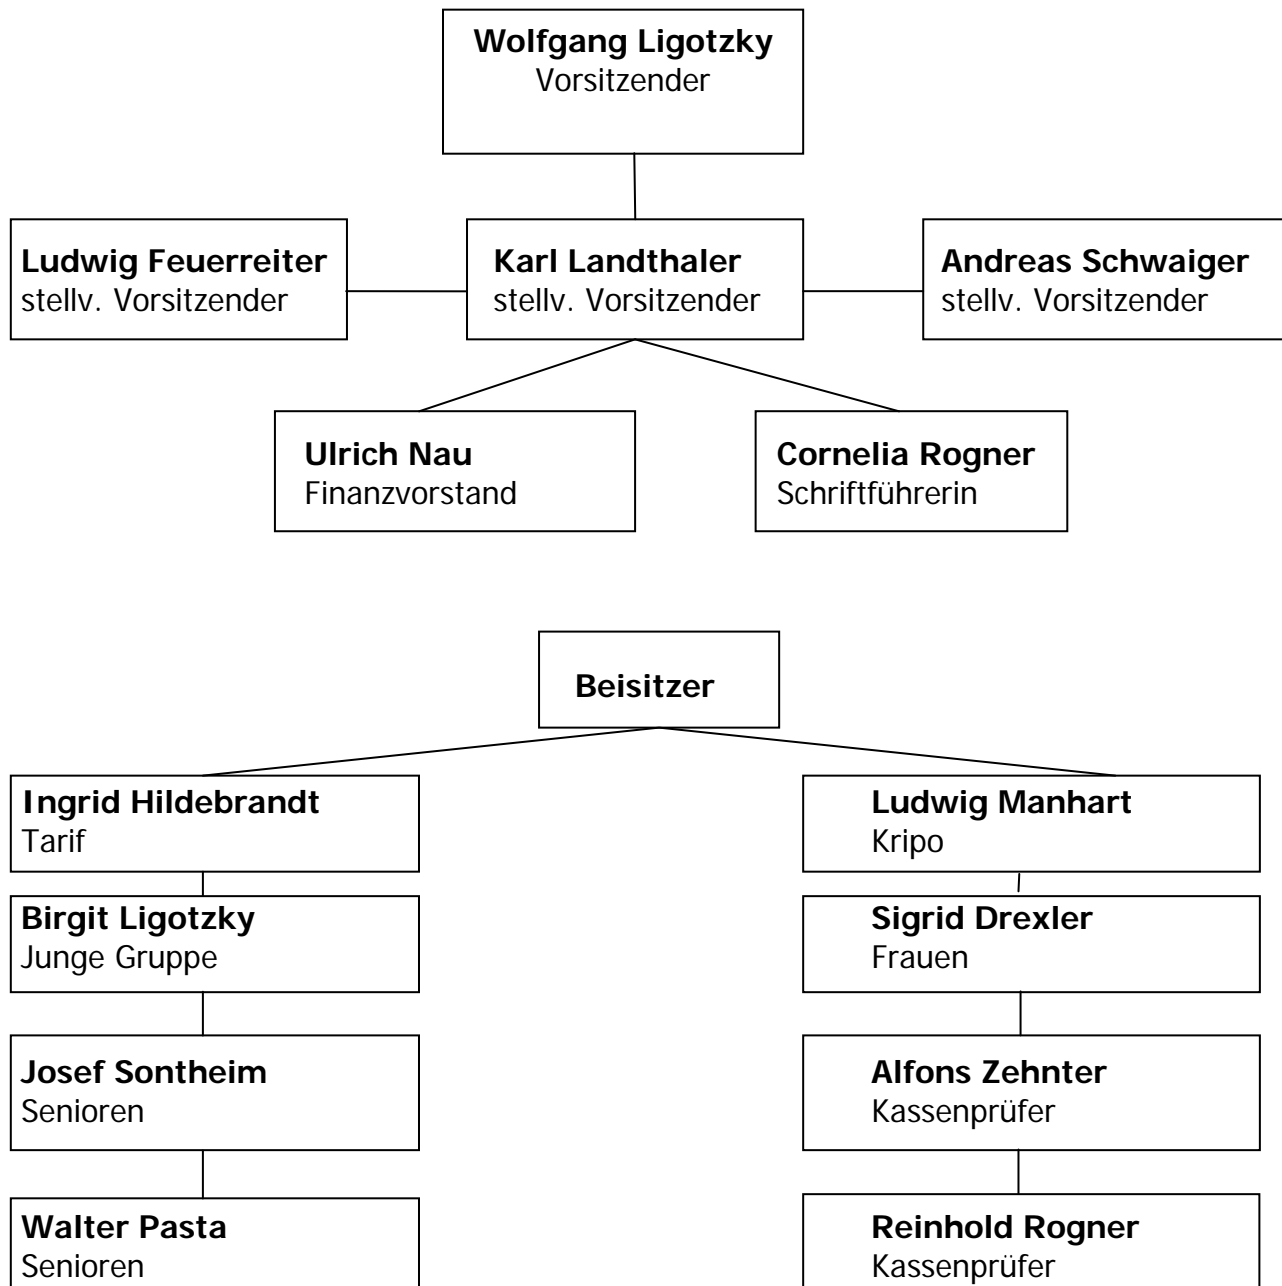 Wolfgang Ligotzky
Vorsitzender
Ludwig Feuerreiter
stellv. Vorsitzender
Karl Landthaler
stellv. Vorsitzender
Andreas Schwaiger
stellv. Vorsitzender
Ulrich Nau
Finanzvorstand
Cornelia Rogner
Schriftführerin
Beisitzer
Ingrid Hildebrandt
Tarif
Ludwig Manhart
Kripo
Birgit Ligotzky
Junge Gruppe
Sigrid Drexler
Frauen
Josef Sontheim
Senioren
Alfons Zehnter
Kassenprüfer
Walter Pasta
Senioren
Reinhold Rogner
Kassenprüfer